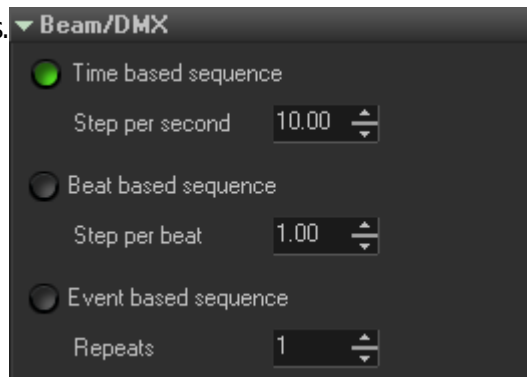 s.
Beam/DMX
Time based sequence
Step per second 10.00
Beat based sequence
Step per beat 1.00
Event based sequence
Repeats 1